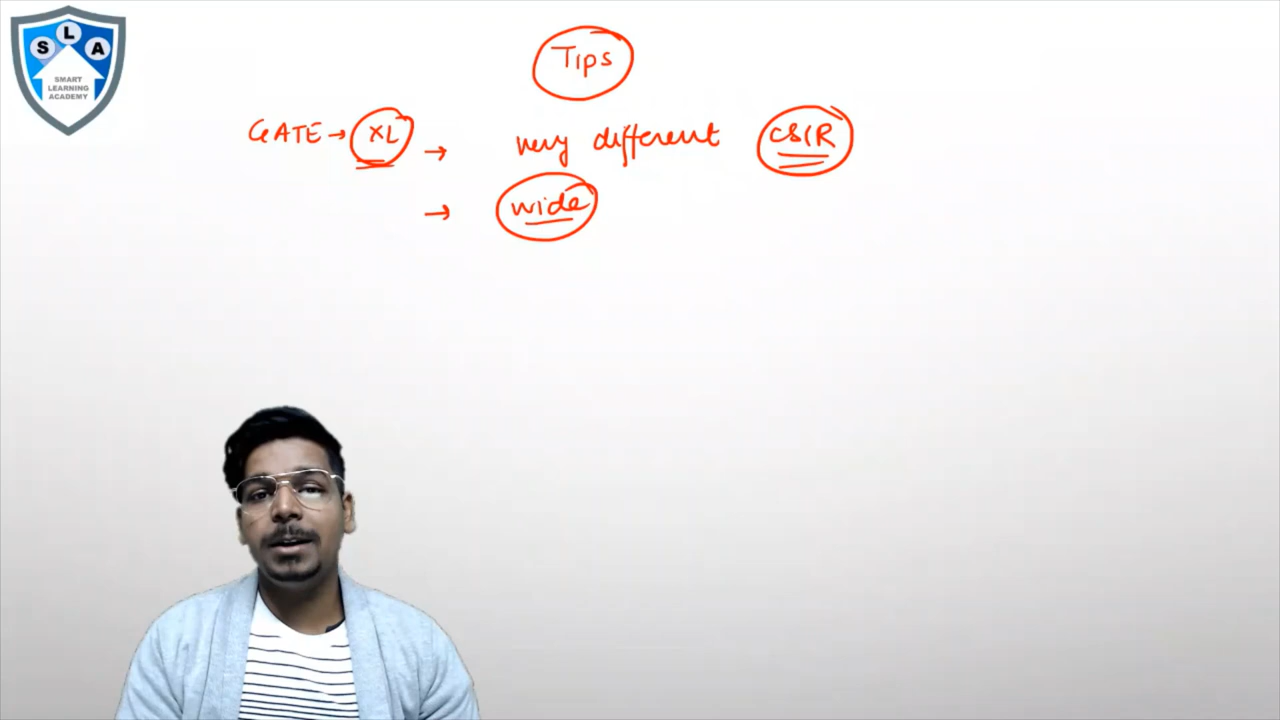 S L A
SMART
LEARNING
ACADEMY
Tips
GATE → XL → very different CSIR
→ wide